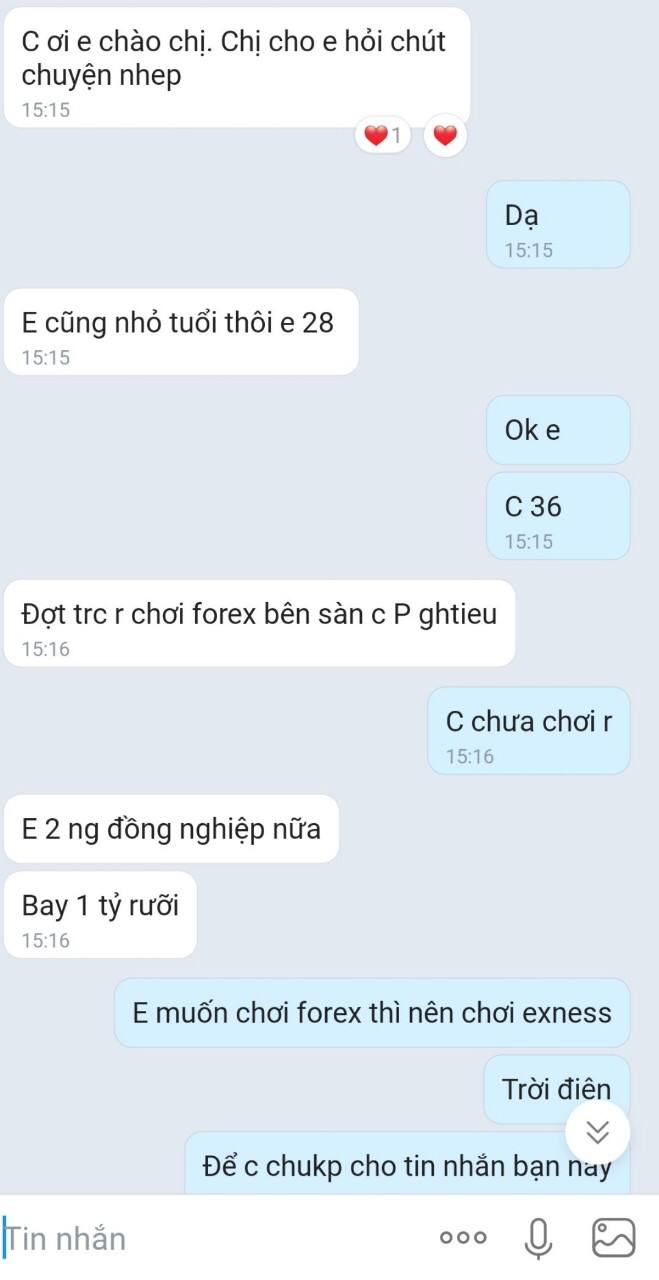 C ơi e chào chị. Chị cho e hỏi chút
chuyện nhep
15:15
1
Dạ
15:15
E cũng nhỏ tuổi thôi e 28
15:15
Ok e
C 36
15:15
Đợt trc r chơi forex bên sàn c P ghtieu
15:16
C chưa chơi r
15:16
E 2 ng đồng nghiệp nữa
Bay 1 tỷ rưỡi
15:16
E muốn chơi forex thì nên chơi exness
Trời điên
Để c chukp cho tin nhắn bạn này
Tin nhắn